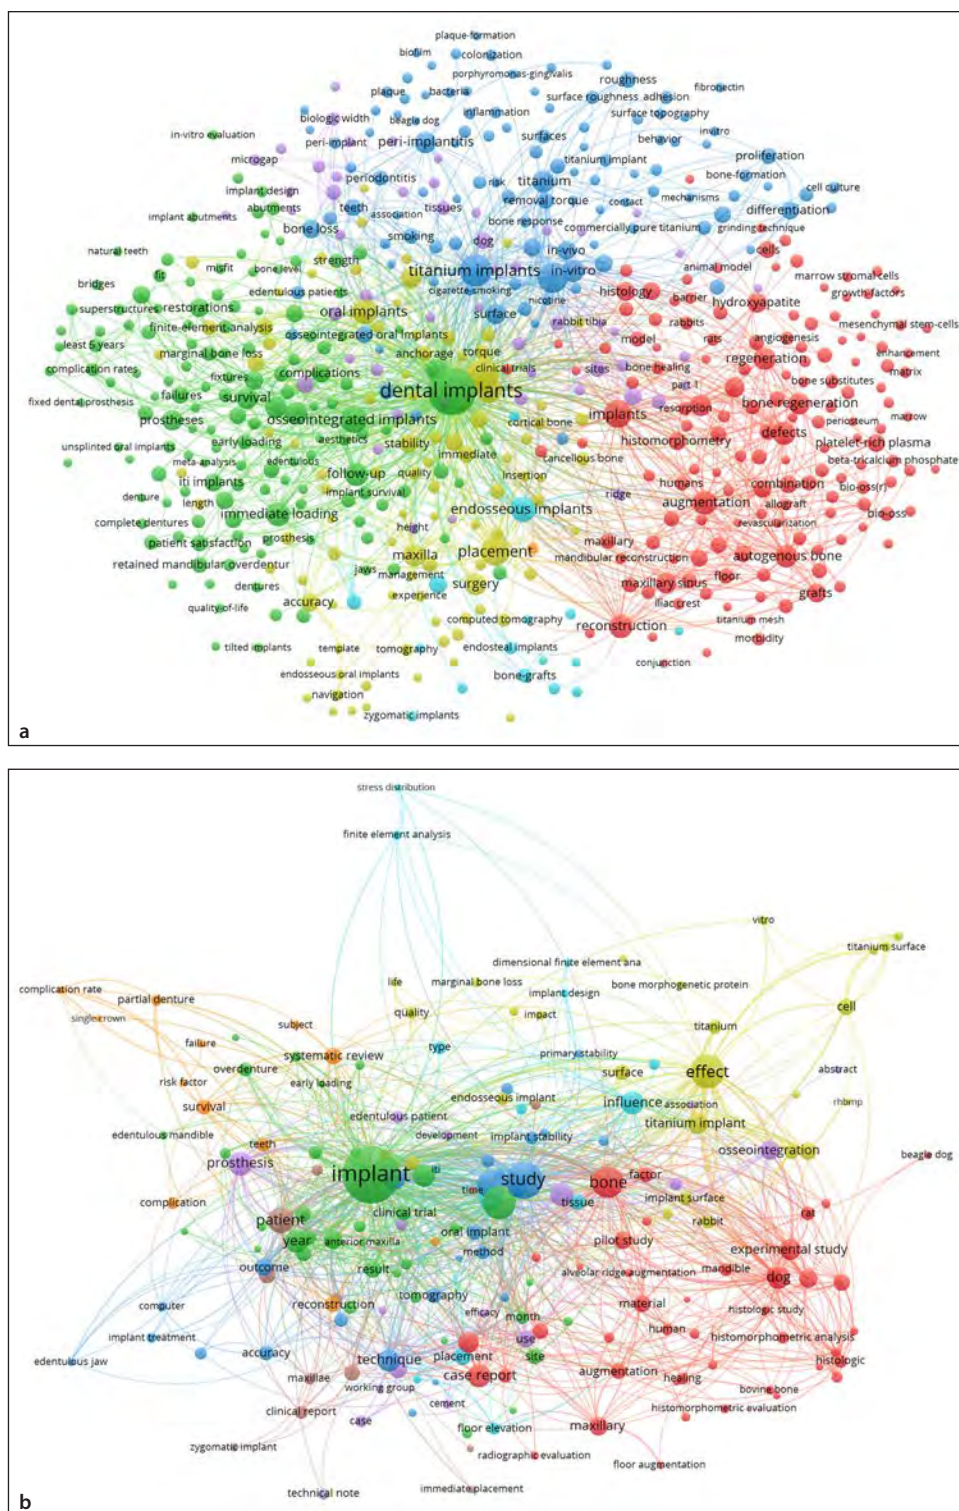 plaque-formation
biofilm
colonization
porphyromonas-gingivalis
roughness
plaque
bacteria
surface roughness
adhesion
fibronectin
biologic width
beagle dog
inflammation
surface topography
in-vitro evaluation
peri-implant
peri-implantitis
surfaces
behavior
invitro
microgap
titanium implant
proliferation
periodontitis
risk
titanium
bone-formation
implant design
mechanisms
cell culture
abutments
teeth
tissues
removal torque
contact
implant abutments
association
bone response
differentiation
bone loss
commercially pure titanium
grinding technique
smoking
dog
in-vivo
cells
natural teeth
strength
misfit
bone level
titanium implants
in-vitro
animal model
marrow stromal cells
fit
bridges
edentulous patients
cigarette smoking
nicotine
histology
barrier
growth-factors
superstructures
restorations
oral implants
surface
hydroxyapatite
finite-element-analysis
osseointegrated oral implants
rabbit tibia
rabbits
mesenchymal stem-cells
least 5 years
marginal bone loss
anchorage
torque
model
rats
angiogenesis
complication rates
fixtures
complications
clinical trials
sites
bone healing
regeneration
enhancement
matrix
failures
survival
dental implants
part 1
bone substitutes
fixed dental prosthesis
prostheses
osseointegrated implants
implants
resorption
bone regeneration
periosteum
marrow
early loading
aesthetics
stability
cortical bone
histomorphometry
defects
platelet-rich plasma
unsplinted oral implants
meta-analysis
edentulous
immediate
cancellous bone
beta-tricalcium phosphate
iti implants
follow-up
quality
insertion
humans
combination
bio-oss(r)
denture
length
implant survival
ridge
augmentation
allograft
bio-oss
complete dentures
immediate loading
height
endosseous implants
revascularization
patient satisfaction
prosthesis
maxillary
retained mandibular overdentur
maxilla
placement
mandibular reconstruction
autogenous bone
dentures
jaws
management
surgery
maxillary sinus
floor
grafts
quality-of-life
accuracy
experience
iliac crest
computed tomography
reconstruction
titanium mesh
morbidity
tilted implants
template
tomography
endosteal implants
conjunction
endosseous oral implants
bone-grafts
navigation
zygomatic implants
a
stress distribution
finite element analysis
vitro
titanium surface
dimensional finite element ana
complication rate
partial denture
life
marginal bone loss
implant design
bone morphogenetic protein
single crown
subject
quality
impact
titanium
cell
failure
systematic review
type
primary stability
overdenture
surface
effect
abstract
risk factor
early loading
endosseous implant
influence
association
rhbmp
survival
edentulous patient
titanium implant
edentulous mandible
teeth
development
implant stability
osseointegration
beagle dog
prosthesis
implant
iti
time
study
bone
factor
complication
tissue
implant surface
patient
clinical trial
oral implant
rabbit
rat
year
anterior maxilla
method
pilot study
experimental study
outcome
result
alveolar ridge augmentation
mandible
dog
computer
reconstruction
tomography
material
histologic study
implant treatment
efficacy
month
human
histomorphometric analysis
edentulous jaw
accuracy
technique
placement
use
site
histologic
maxillae
working group
case report
augmentation
healing
bovine bone
clinical report
case
cement
floor elevation
maxillary
histomorphometric evaluation
zygomatic implant
radiographic evaluation
floor augmentation
technical note
immediate placement
b